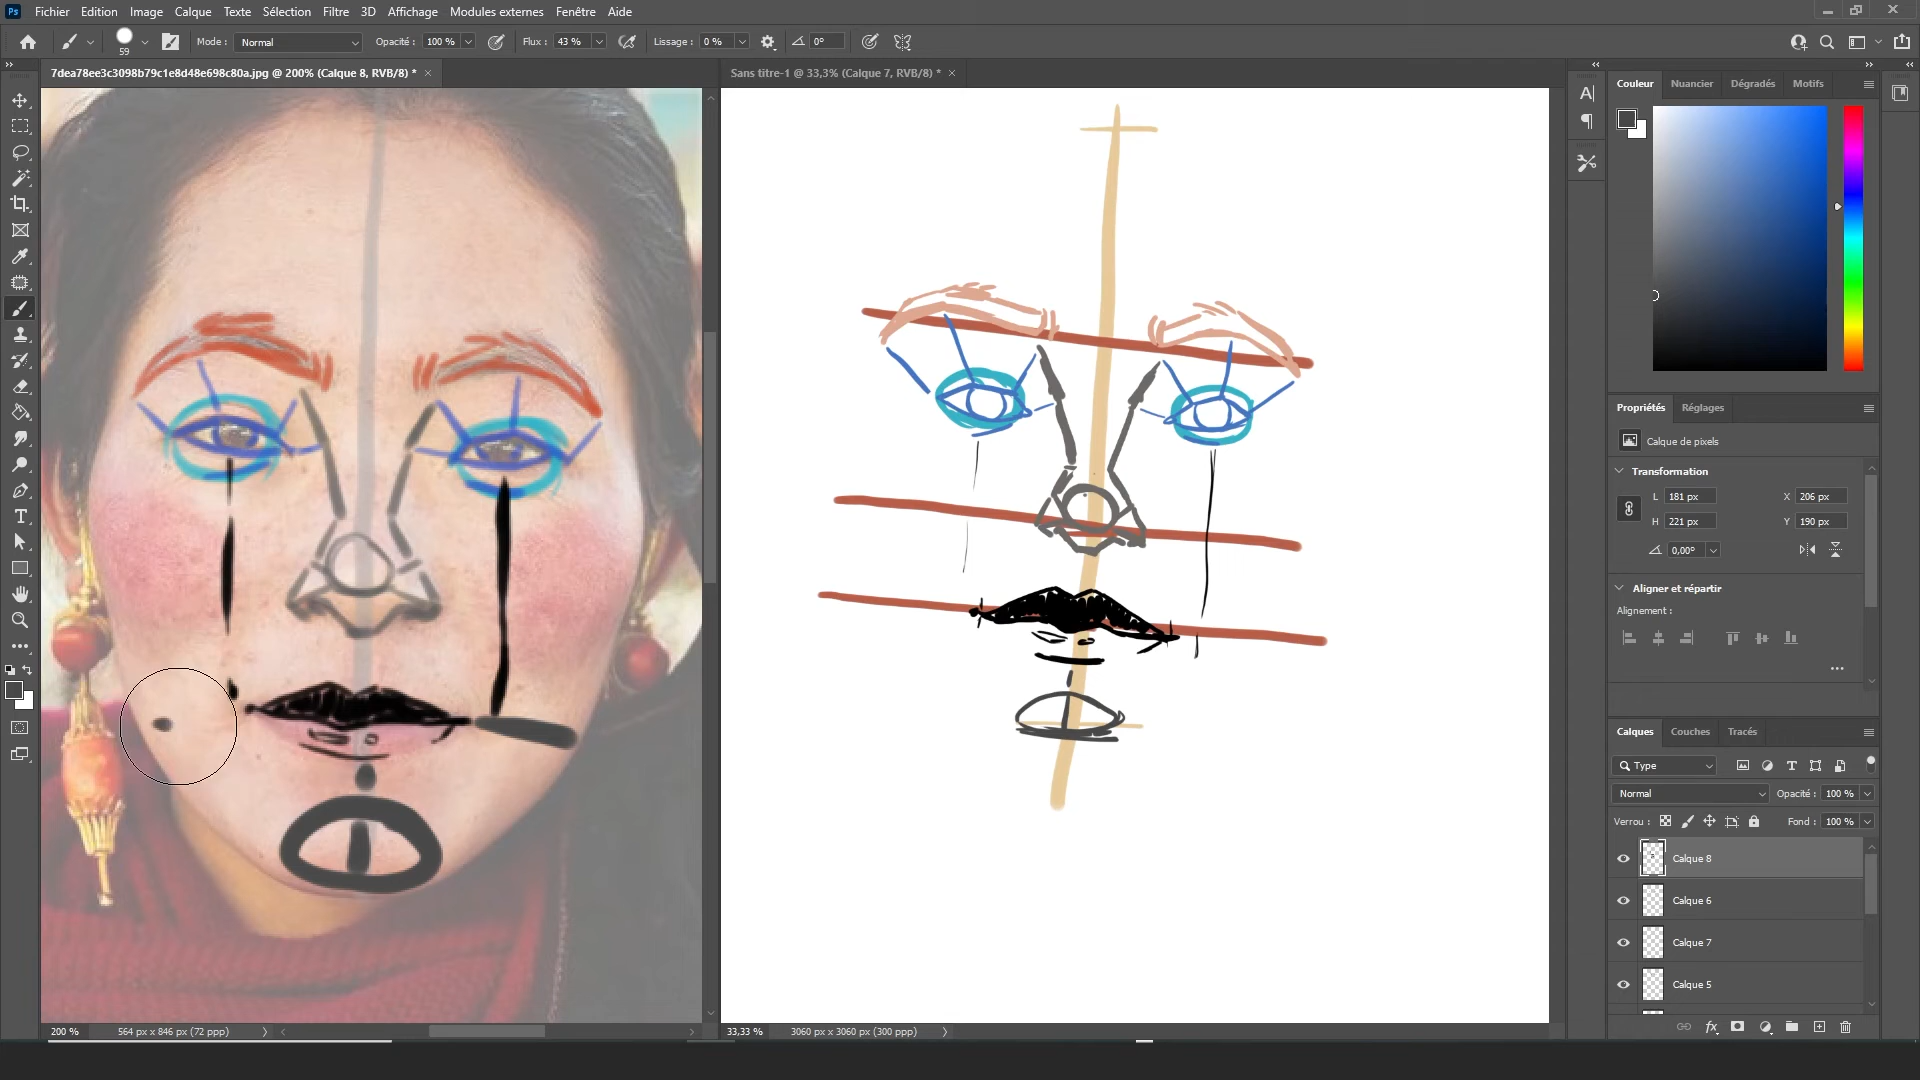 Ps Fichier Edition Image Calque Texte Sélection Filtre 3D Affichage Modules externes Fenêtre Aide
59 Mode : Normal Opacité : 100 % Flux : 43 % Lissage : 0 % 0°
7dea78ee3c3098b79c1e8d48e698c80a.jpg @ 200% (Calque 8, RVB/8) *
Sans titre-1 @ 33,3% (Calque 7, RVB/8) *
Couleur Nuancier Dégradés Motifs
Propriétés Réglages
Calque de pixels
Transformation
L 181 px X 206 px
H 221 px Y 190 px
0,00°
Aligner et répartir
Alignement :
Calques Couches Tracés
Type
Normal Opacité : 100 %
Verrou : Fond : 100 %
Calque 8
Calque 6
Calque 7
Calque 5
fx
200 % 564 px x 846 px (72 ppp)
33,33 % 3060 px x 3060 px (300 ppp)